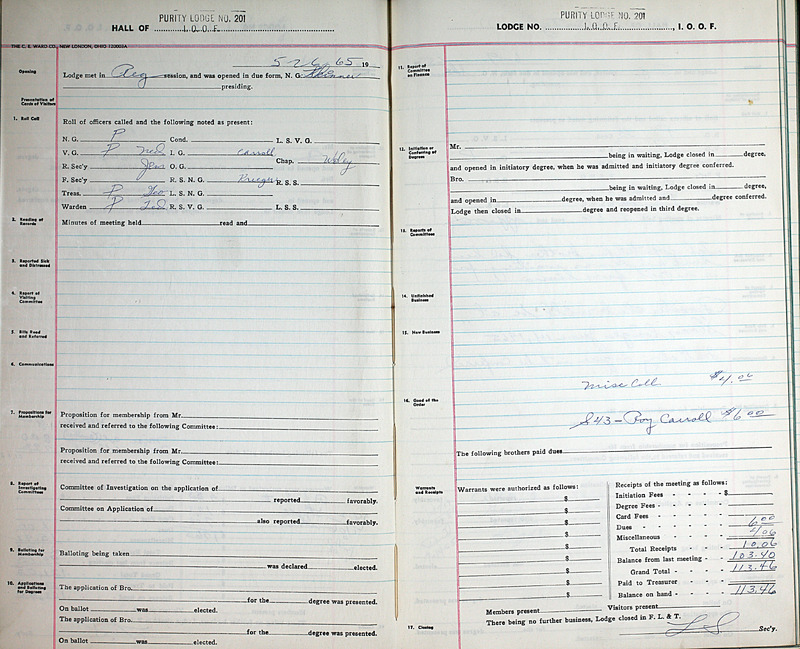 PURITY LODGE NO. 201
HALL OF I. O. O. F.
THE C. E. WARD CO., NEW LONDON, OHIO
5-26-65 19
Opening
Lodge met in Reg session, and was opened in due form, N. G. Skinner
presiding.
Presentation of Cards of Visitors
1. Roll Call
Roll of officers called and the following noted as present:
N. G. P Cond. L. S. V. G.
V. G. P Ned I. G. Carroll
Chap. Woley
R. Sec'y O. G.
F. Sec'y R. S. N. G. Krueger R. S. S.
Treas. P Geo L. S. N. G.
Warden P Ted R. S. V. G. L. S. S.
2. Reading of Records
Minutes of meeting held read and
3. Reported Sick and Distressed
4. Report of Visiting Committee
5. Bills Read and Referred
6. Communications
7. Propositions for Membership
Proposition for membership from Mr.
received and referred to the following Committee:
Proposition for membership from Mr.
received and referred to the following Committee:
8. Report of Investigating Committees
Committee of Investigation on the application of
reported favorably.
Committee on Application of
also reported favorably.
9. Balloting for Membership
Balloting being taken
was declared elected.
10. Applications and Balloting for Degrees
The application of Bro.
for the degree was presented.
On ballot was elected.
The application of Bro.
for the degree was presented.
On ballot was elected.
PURITY LODGE NO. 201
LODGE NO. I. O. O. F. , I. O. O. F.
11. Report of Committee on Finance
12. Initiation or Conferring of Degrees
Mr.
being in waiting, Lodge closed in degree,
and opened in initiatory degree, when he was admitted and initiatory degree conferred.
Bro.
being in waiting, Lodge closed in degree,
and opened in degree, when he was admitted and degree conferred.
Lodge then closed in degree and reopened in third degree.
13. Reports of Committees
14. Unfinished Business
15. New Business
Misc Coll $4.06
16. Good of the Order
S43-Roy Carroll $6.00
The following brothers paid dues
Warrants and Receipts
Warrants were authorized as follows:
$
$
$
$
$
$
$
$
$
Receipts of the meeting as follows:
Initiation Fees - - - - $
Degree Fees - - - -
Card Fees - - - -
Dues - - - - 6.00
Miscellaneous - - - - 4.06
Total Receipts - - - 10.06
Balance from last meeting - - 103.40
Grand Total - - - 113.46
Paid to Treasurer - - -
Balance on hand - - - 113.46
Members present Visitors present
17. Closing
There being no further business, Lodge closed in F. L. & T.
Sec'y.